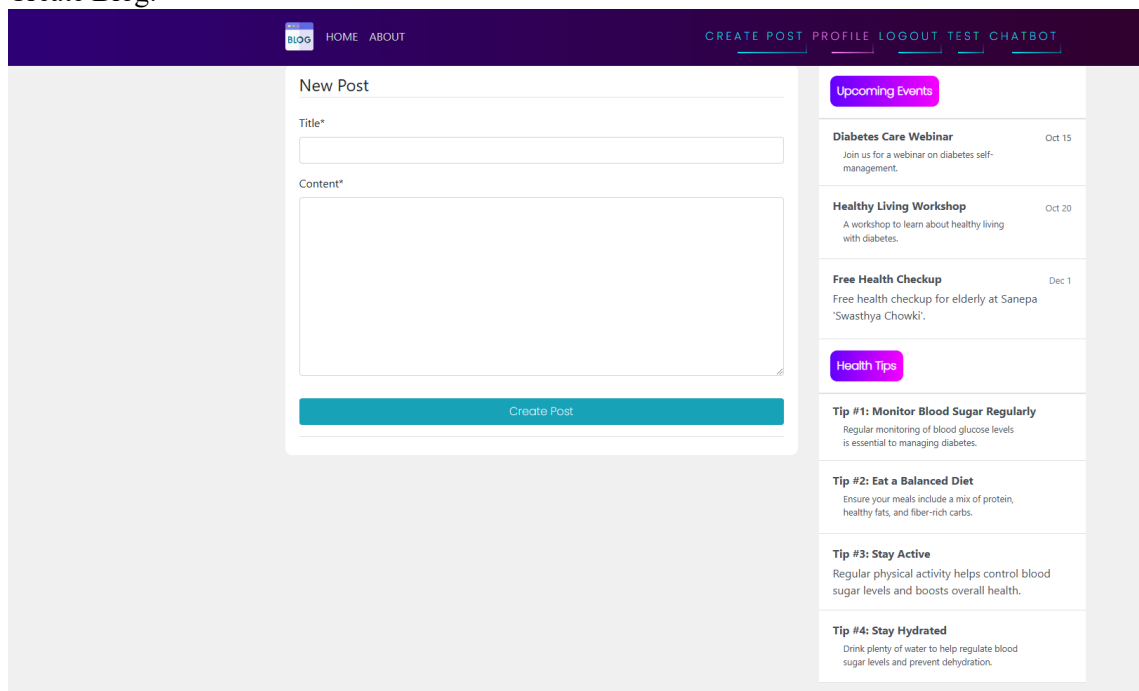 Create Blog:
BLOG HOME ABOUT CREATE POST PROFILE LOGOUT TEST CHATBOT
New Post
Title*
Content*
Create Post
Upcoming Events
Diabetes Care Webinar Oct 15
Join us for a webinar on diabetes self-
management.
Healthy Living Workshop Oct 20
A workshop to learn about healthy living
with diabetes.
Free Health Checkup Dec 1
Free health checkup for elderly at Sanepa
'Swasthya Chowki'.
Health Tips
Tip #1: Monitor Blood Sugar Regularly
Regular monitoring of blood glucose levels
is essential to managing diabetes.
Tip #2: Eat a Balanced Diet
Ensure your meals include a mix of protein,
healthy fats, and fiber-rich carbs.
Tip #3: Stay Active
Regular physical activity helps control blood
sugar levels and boosts overall health.
Tip #4: Stay Hydrated
Drink plenty of water to help regulate blood
sugar levels and prevent dehydration.